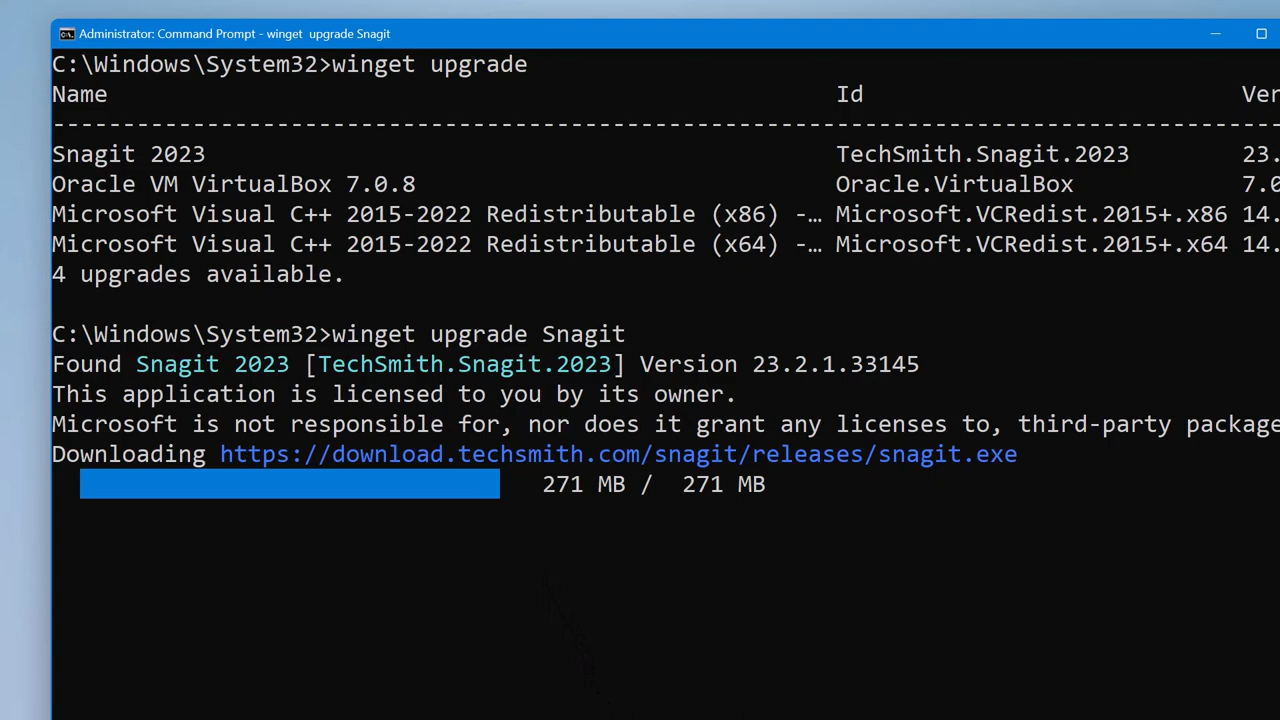 Administrator: Command Prompt - winget  upgrade Snagit
C:\Windows\System32>winget upgrade
Name Id Ver
--------------------------------------------------------------------------------------
Snagit 2023 TechSmith.Snagit.2023 23.
Oracle VM VirtualBox 7.0.8 Oracle.VirtualBox 7.0
Microsoft Visual C++ 2015-2022 Redistributable (x86) -… Microsoft.VCRedist.2015+.x86 14.
Microsoft Visual C++ 2015-2022 Redistributable (x64) -… Microsoft.VCRedist.2015+.x64 14.
4 upgrades available.
C:\Windows\System32>winget upgrade Snagit
Found Snagit 2023 [TechSmith.Snagit.2023] Version 23.2.1.33145
This application is licensed to you by its owner.
Microsoft is not responsible for, nor does it grant any licenses to, third-party package
Downloading https://download.techsmith.com/snagit/releases/snagit.exe
271 MB /  271 MB